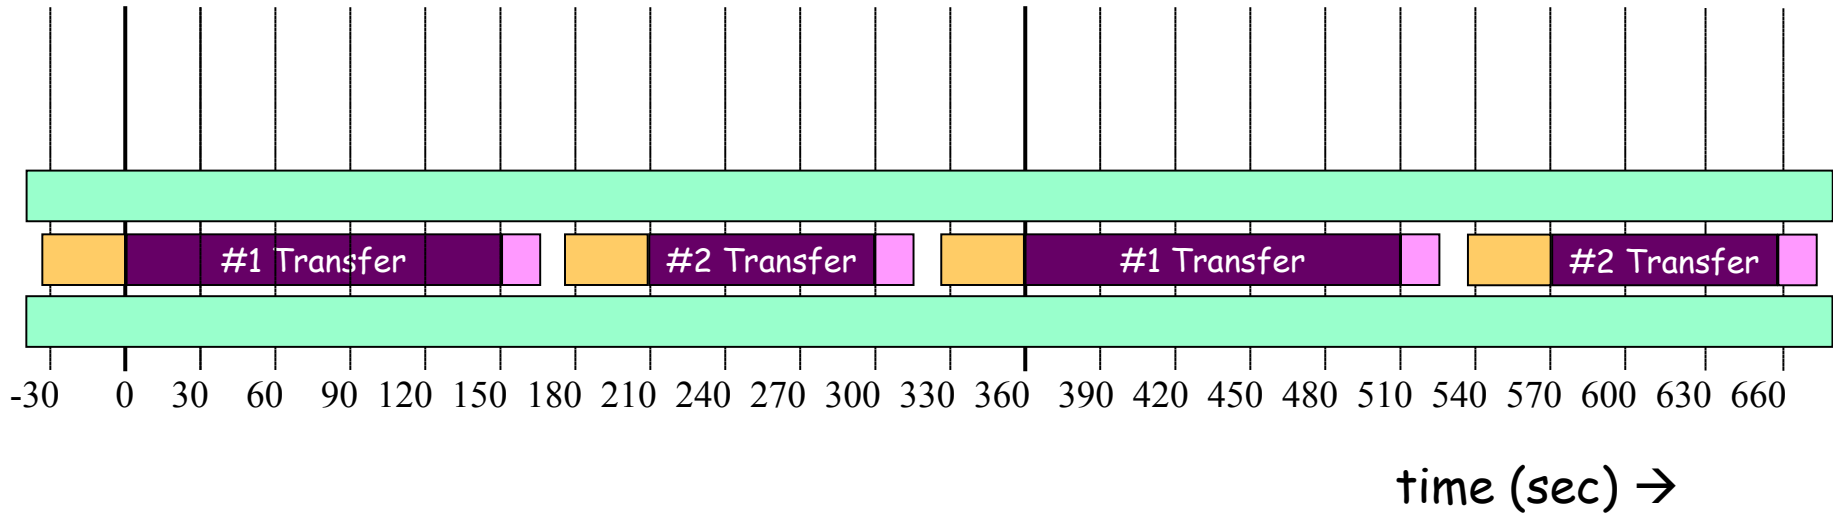 #1 Transfer #2 Transfer #1 Transfer #2 Transfer
-30 0 30 60 90 120 150 180 210 240 270 300 330 360 390 420 450 480 510 540 570 600 630 660
time (sec) →